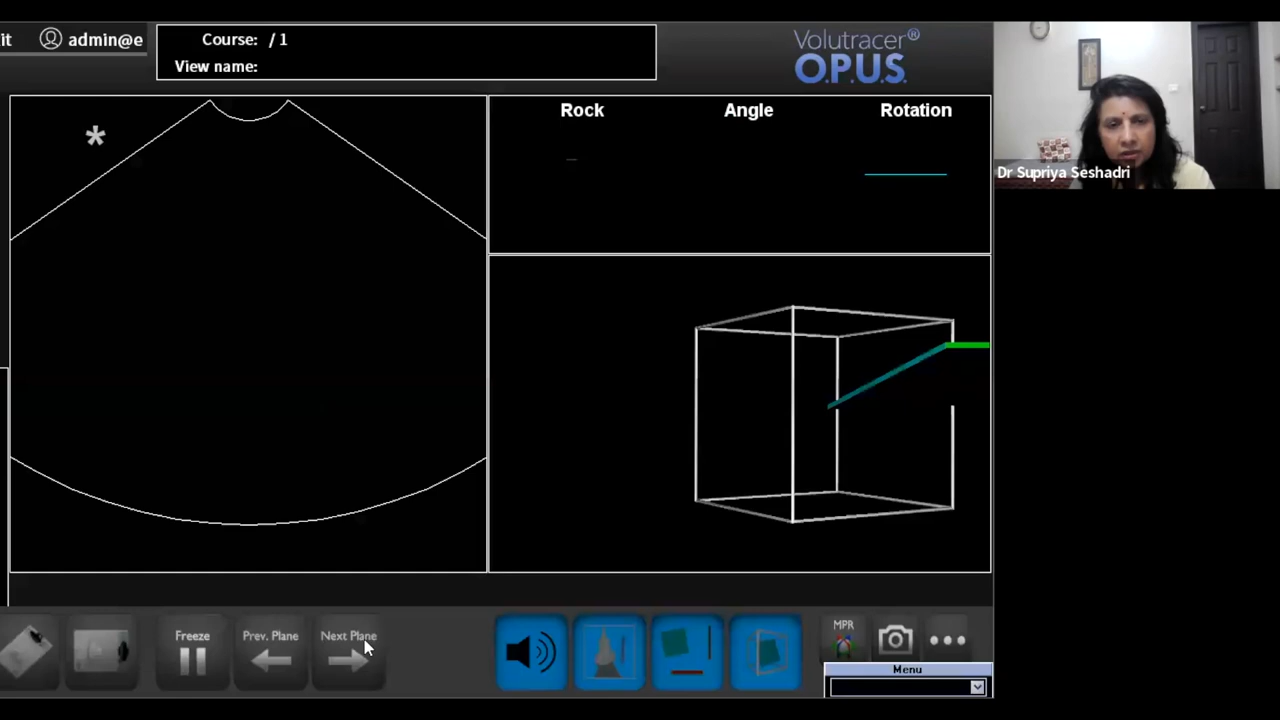 it admin@e
Course: / 1
View name:
Volutracer®
O.P.U.S.
Rock Angle Rotation
*
Dr Supriya Seshadri
Freeze
Prev. Plane
Next Plane
MPR
Menu